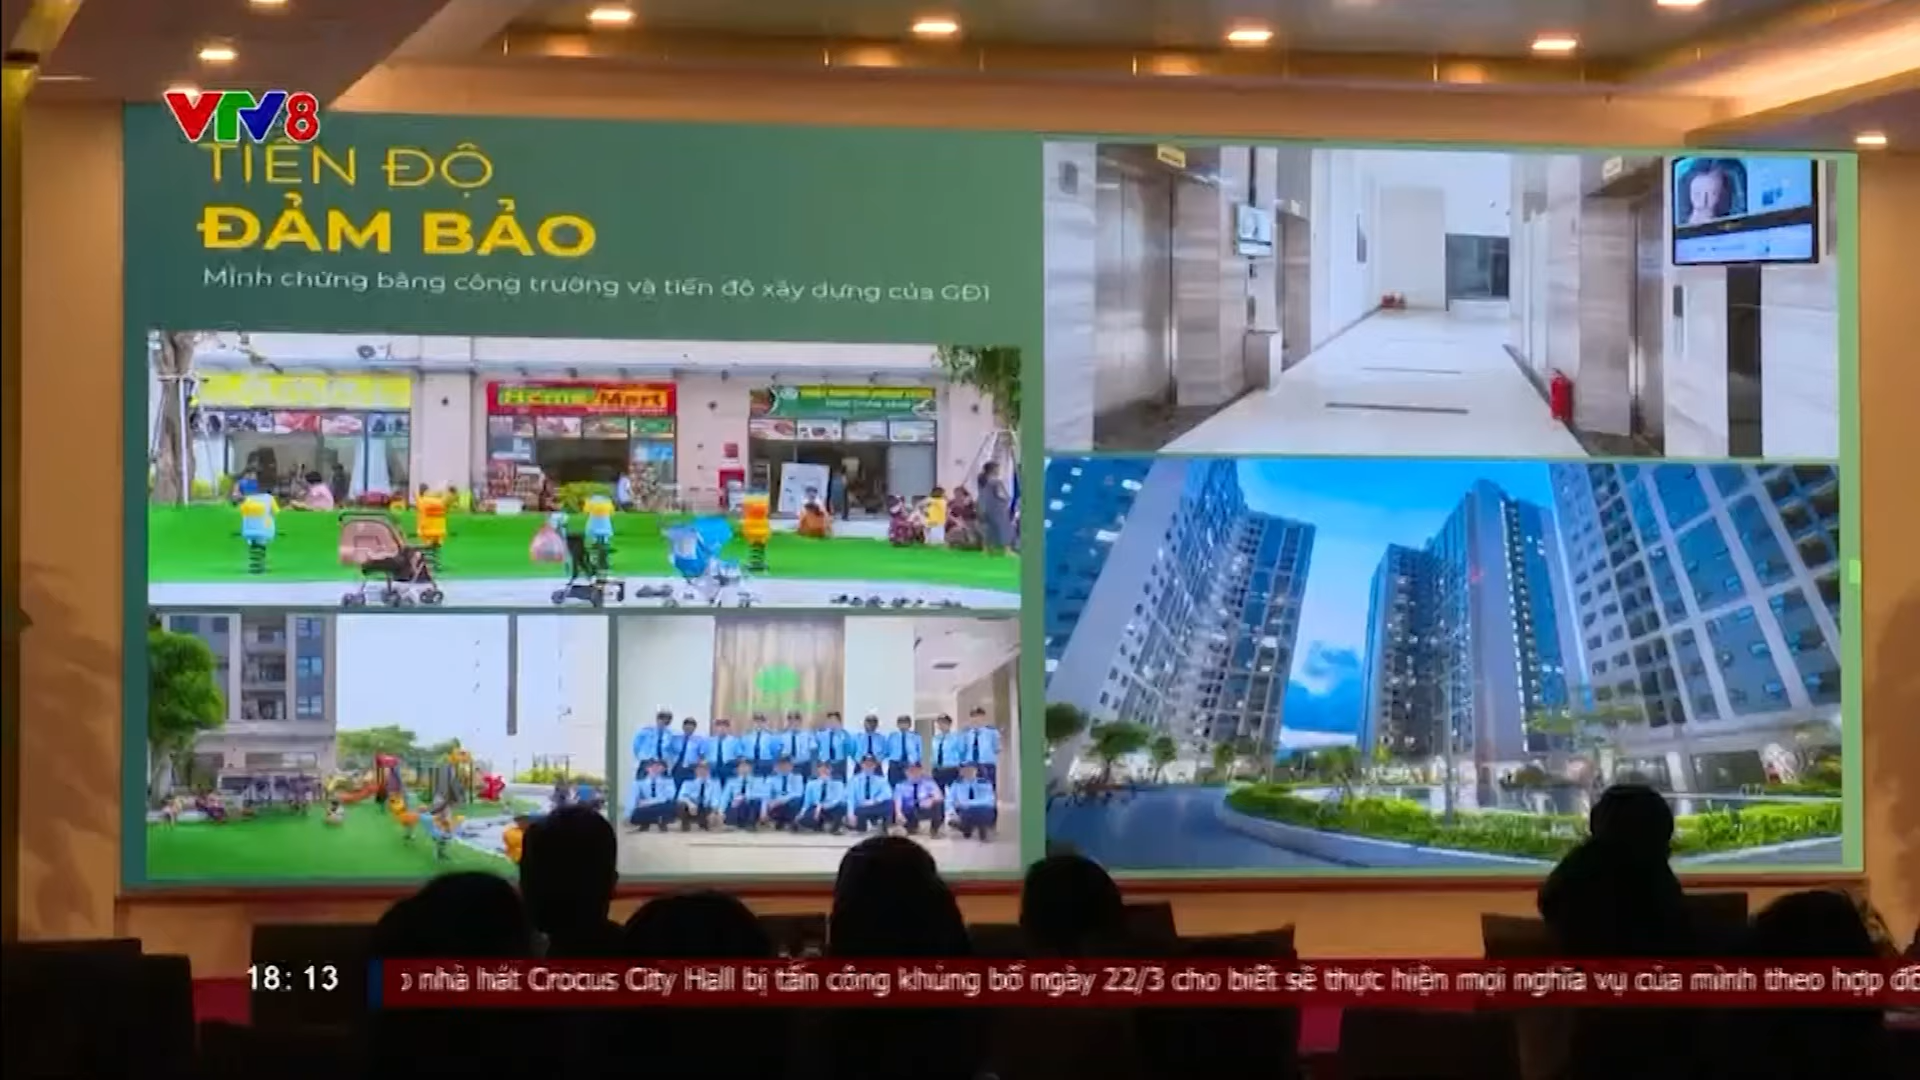 VTV8
TIẾN ĐỘ
ĐẢM BẢO
Minh chứng bằng công trường và tiến độ xây dựng của GĐ1
Home Mart
18:13
nhà hát Crocus City Hall bị tấn công khủng bố ngày 22/3 cho biết sẽ thực hiện mọi nghĩa vụ của mình theo hợp